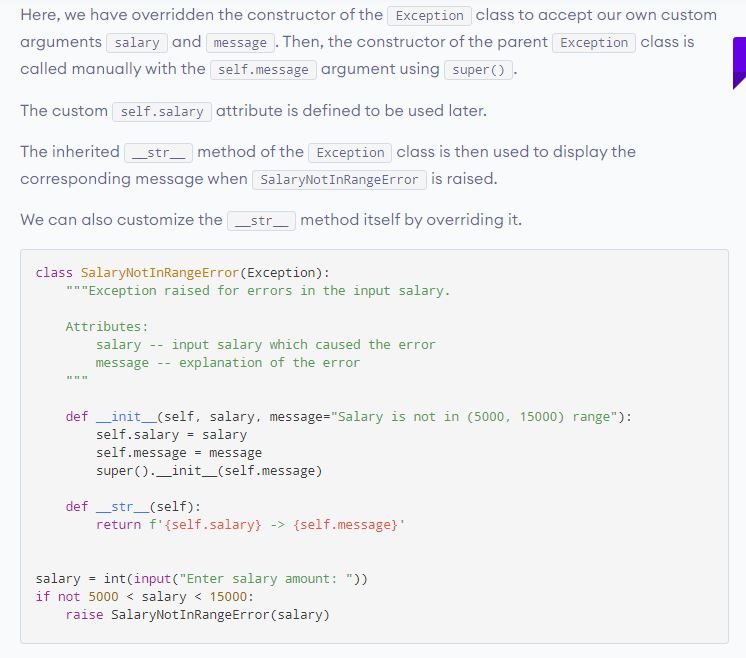 Here, we have overridden the constructor of the Exception class to accept our own custom
arguments salary and message . Then, the constructor of the parent Exception class is
called manually with the self.message argument using super() .
The custom self.salary attribute is defined to be used later.
The inherited __str__ method of the Exception class is then used to display the
corresponding message when SalaryNotInRangeError is raised.
We can also customize the __str__ method itself by overriding it.
class SalaryNotInRangeError(Exception):
    """Exception raised for errors in the input salary.
    Attributes:
        salary -- input salary which caused the error
        message -- explanation of the error
    """
    def __init__(self, salary, message="Salary is not in (5000, 15000) range"):
        self.salary = salary
        self.message = message
        super().__init__(self.message)
    def __str__(self):
        return f'{self.salary} -> {self.message}'
salary = int(input("Enter salary amount: "))
if not 5000 < salary < 15000:
    raise SalaryNotInRangeError(salary)